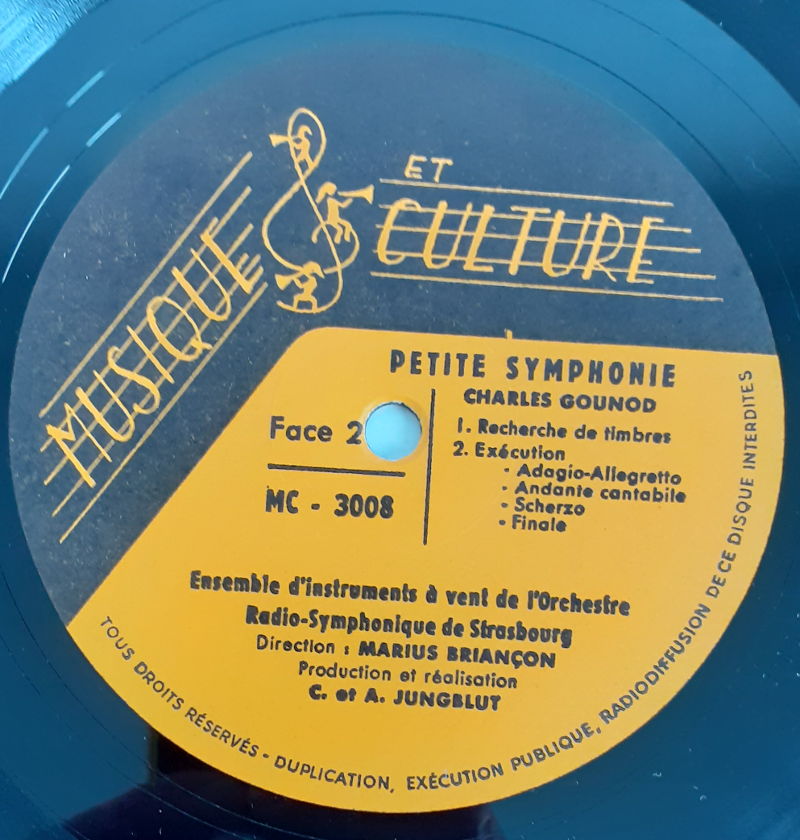 MUSIQUE
ET
CULTURE
PETITE SYMPHONIE
CHARLES GOUNOD
1. Recherche de timbres
2. Exécution
• Adagio-Allegretto
• Andante cantabile
• Scherzo
• Finale
Face 2
MC - 3008
Ensemble d'instruments à vent de l'Orchestre
Radio-Symphonique de Strasbourg
Direction : MARIUS BRIANÇON
Production et réalisation
C. et A. JUNGBLUT
TOUS DROITS RÉSERVÉS - DUPLICATION, EXÉCUTION PUBLIQUE, RADIODIFFUSION DE CE DISQUE INTERDITES